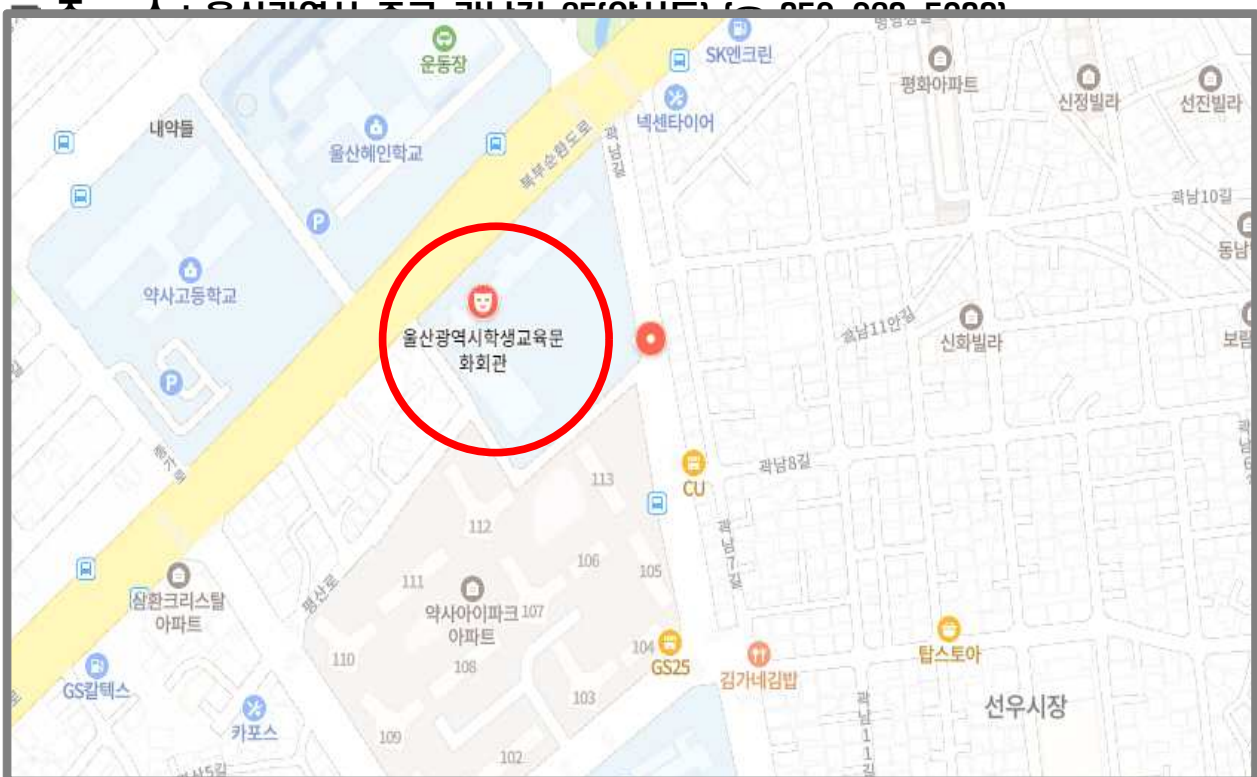 운동장
SK엔크린
평화아파트
신정빌라
선진빌라
넥센타이어
내약들
울산혜인학교
북부순환도로
곽남길
곽남10길
약사고등학교
울산광역시학생교육문
화회관
곽남11안길
신화빌라
종가로
113
CU
곽남8길
112
106
105
곽남7길
111
삼환크리스탈
아파트
평산로
약사아이파크
아파트
107
104
GS25
탑스토아
110
108
김가네김밥
GS칼텍스
103
선우시장
카포스
109
102
곽남11길